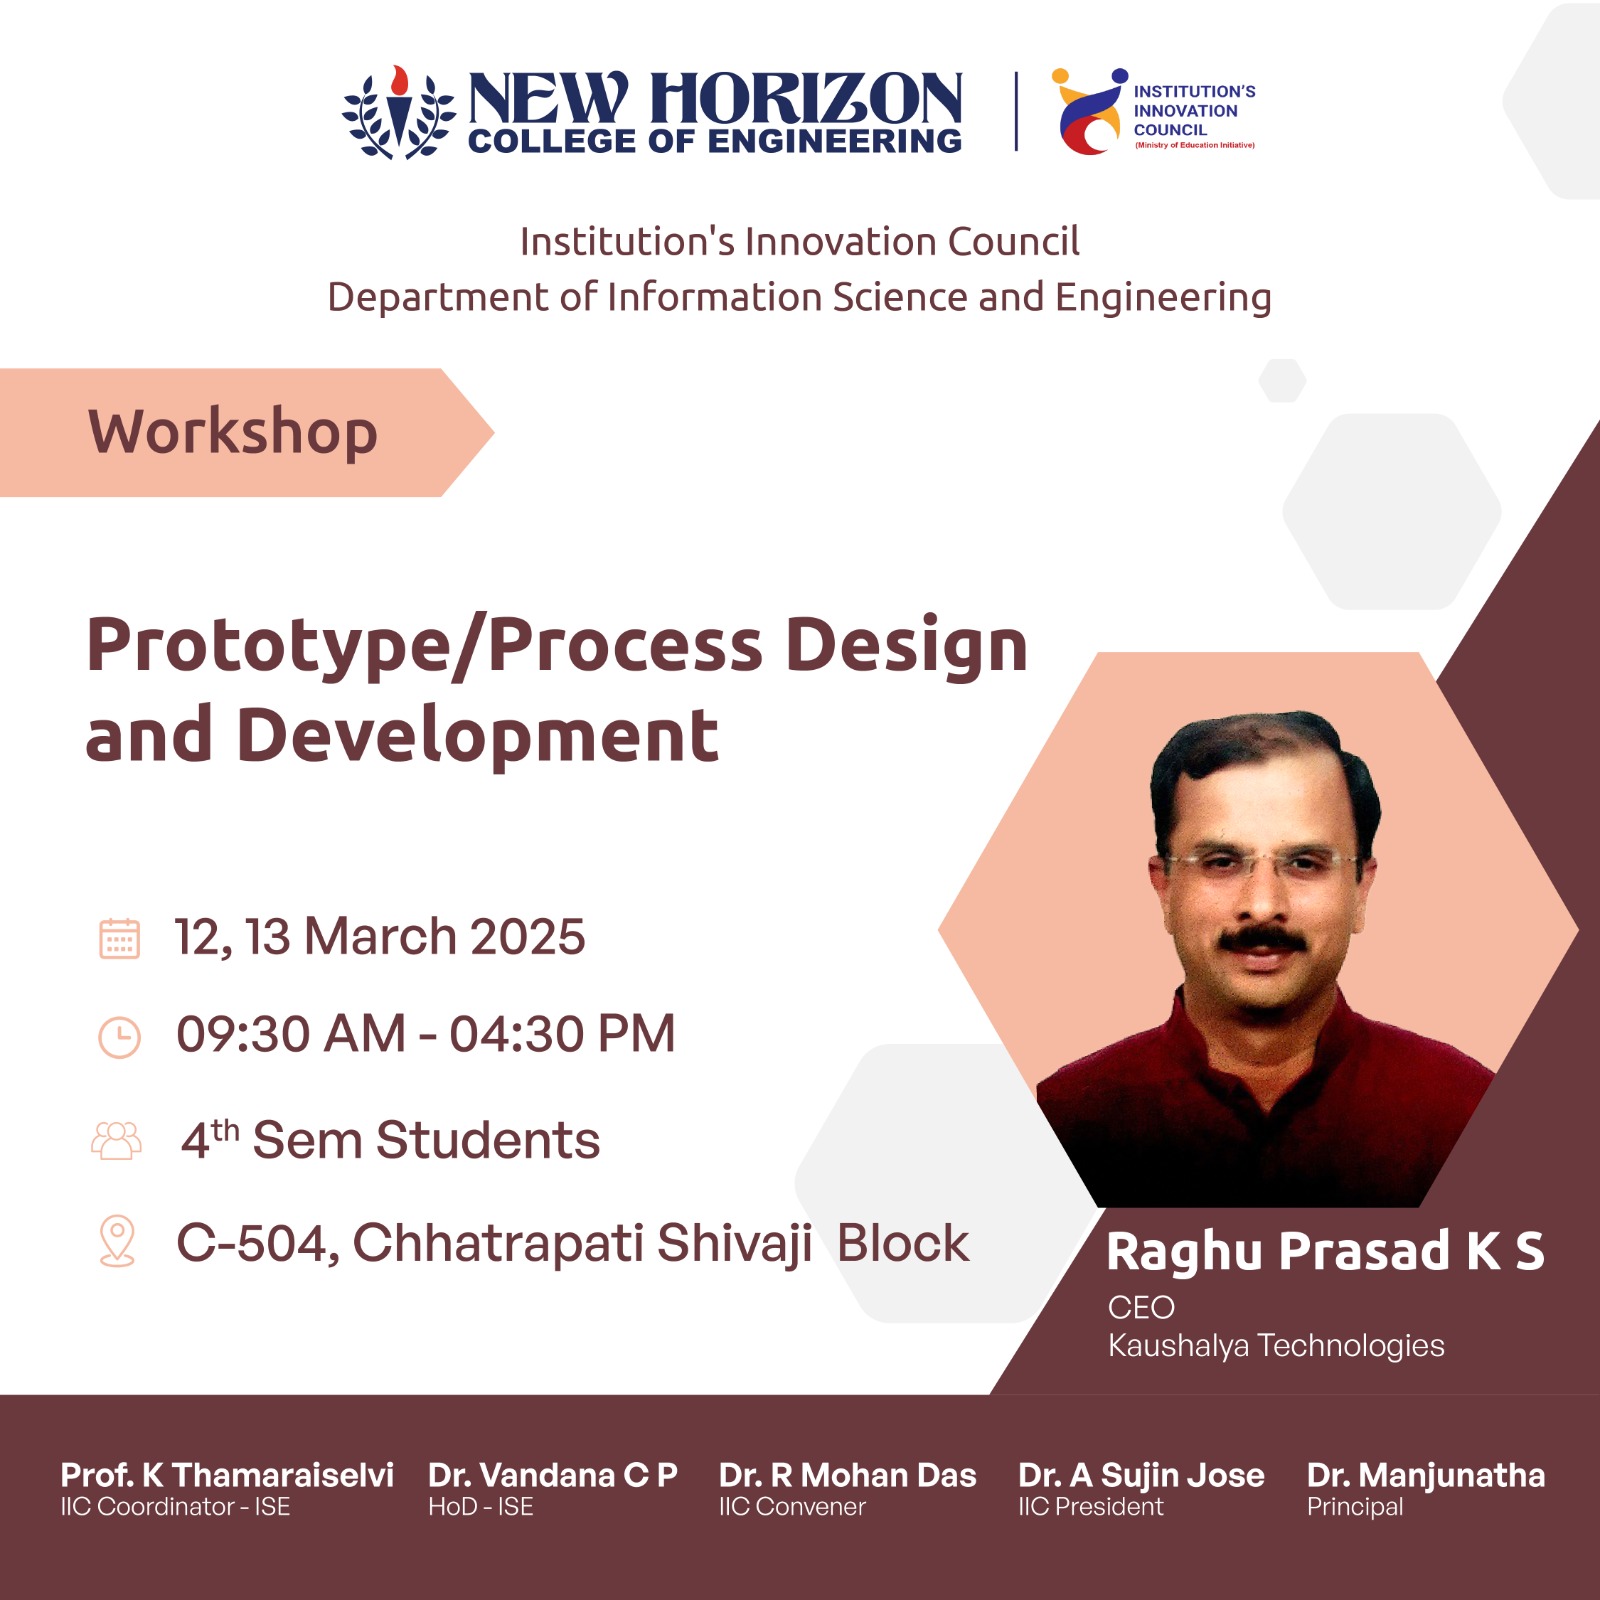 NEW HORIZON
COLLEGE OF ENGINEERING
INSTITUTION'S
INNOVATION
COUNCIL
(Ministry of Education Initiative)
Institution's Innovation Council
Department of Information Science and Engineering
Workshop
Prototype/Process Design
and Development
12, 13 March 2025
09:30 AM - 04:30 PM
4th Sem Students
C-504, Chhatrapati Shivaji Block
Raghu Prasad K S
CEO
Kaushalya Technologies
Prof. K Thamaraiselvi
IIC Coordinator - ISE
Dr. Vandana C P
HoD - ISE
Dr. R Mohan Das
IIC Convener
Dr. A Sujin Jose
IIC President
Dr. Manjunatha
Principal